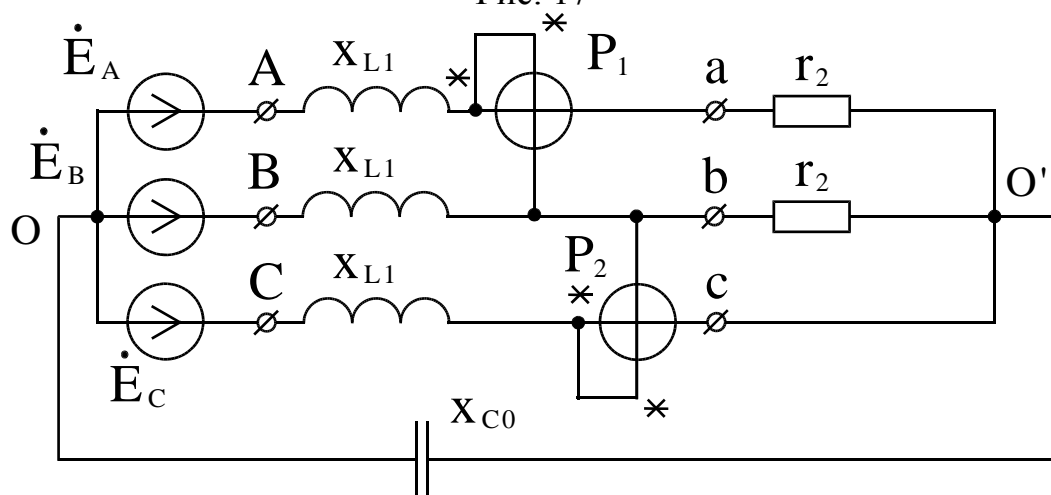 Рис. 17
Ė_A
A
x_L1
*
*
P_1
a
r_2
Ė_B
B
x_L1
b
r_2
O'
O
C
x_L1
P_2
*
c
Ė_C
*
x_C0